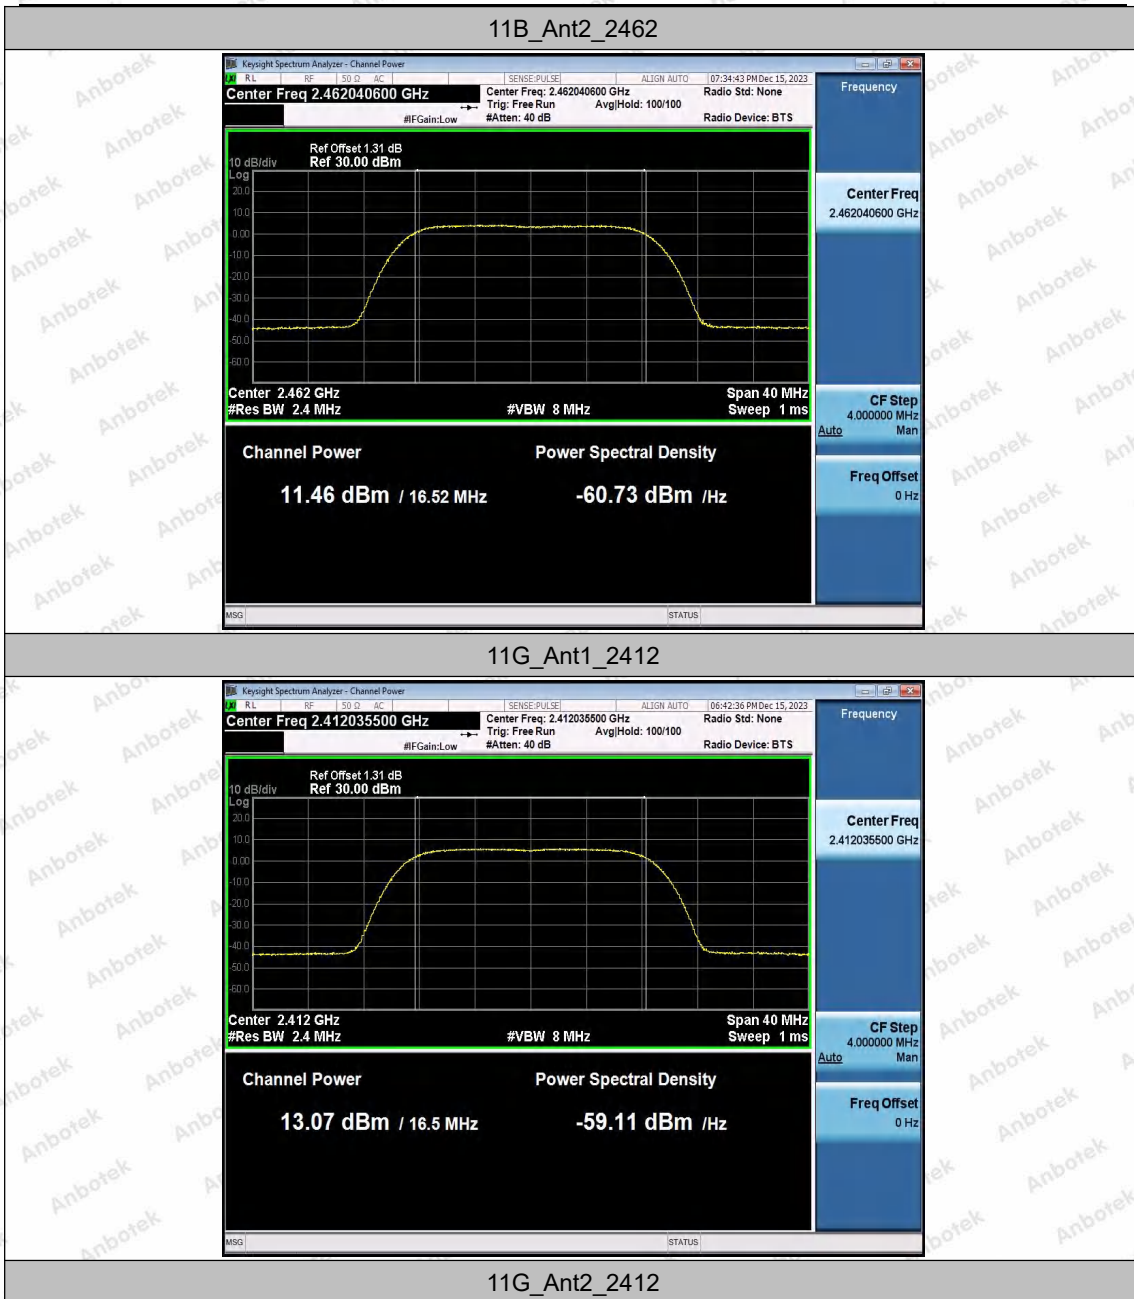 11B_Ant2_2462
Keysight Spectrum Analyzer - Channel Power
RL RF 50 Ω AC SENSE:PULSE ALIGN AUTO 07:34:43 PM Dec 15, 2023
Center Freq 2.462040600 GHz Center Freq: 2.462040600 GHz Radio Std: None Frequency
Trig: Free Run Avg|Hold: 100/100
#IFGain:Low #Atten: 40 dB Radio Device: BTS
Ref Offset 1.31 dB
10 dB/div Ref 30.00 dBm
Log
20.0
10.0
0.00
-10.0
-20.0
-30.0
-40.0
-50.0
-60.0
Center Freq
2.462040600 GHz
Center 2.462 GHz Span 40 MHz
#Res BW 2.4 MHz #VBW 8 MHz Sweep 1 ms
CF Step
4.000000 MHz
Auto Man
Channel Power Power Spectral Density
11.46 dBm / 16.52 MHz -60.73 dBm /Hz
Freq Offset
0 Hz
MSG STATUS
11G_Ant1_2412
Keysight Spectrum Analyzer - Channel Power
RL RF 50 Ω AC SENSE:PULSE ALIGN AUTO 06:42:36 PM Dec 15, 2023
Center Freq 2.412035500 GHz Center Freq: 2.412035500 GHz Radio Std: None Frequency
Trig: Free Run Avg|Hold: 100/100
#IFGain:Low #Atten: 40 dB Radio Device: BTS
Ref Offset 1.31 dB
10 dB/div Ref 30.00 dBm
Log
20.0
10.0
0.00
-10.0
-20.0
-30.0
-40.0
-50.0
-60.0
Center Freq
2.412035500 GHz
Center 2.412 GHz Span 40 MHz
#Res BW 2.4 MHz #VBW 8 MHz Sweep 1 ms
CF Step
4.000000 MHz
Auto Man
Channel Power Power Spectral Density
13.07 dBm / 16.5 MHz -59.11 dBm /Hz
Freq Offset
0 Hz
MSG STATUS
11G_Ant2_2412